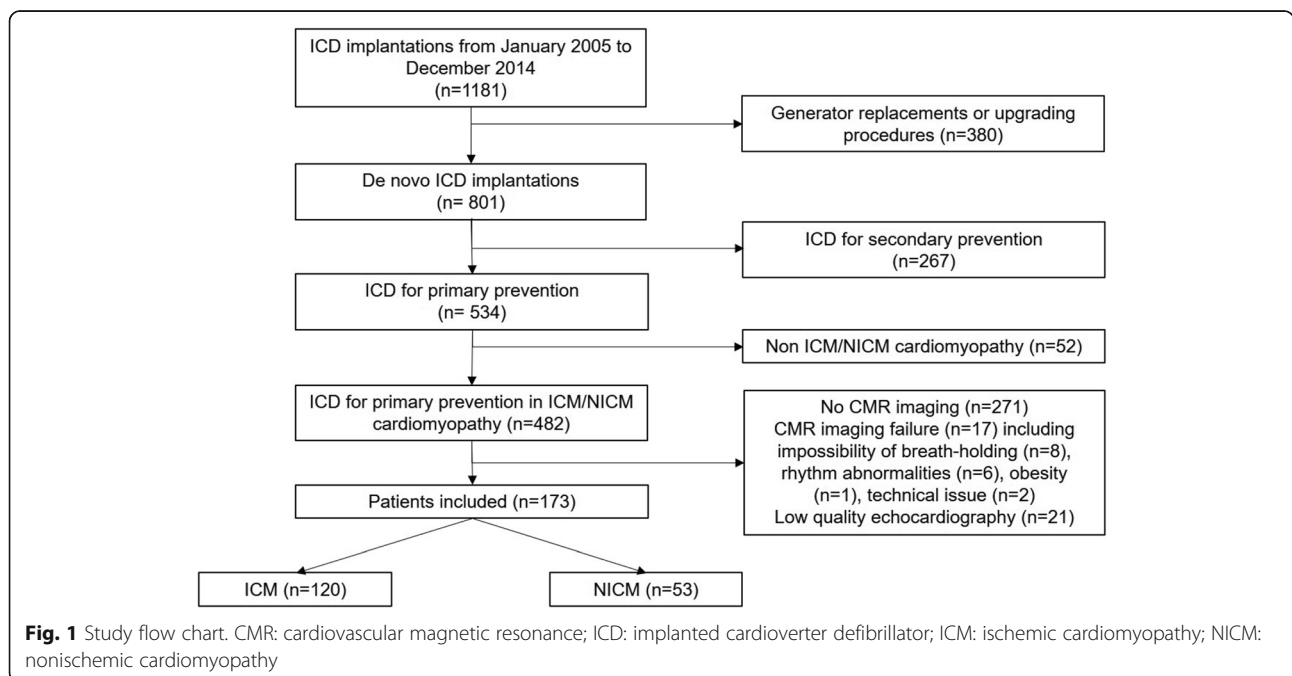 ICD implantations from January 2005 to
December 2014
(n=1181)
Generator replacements or upgrading
procedures (n=380)
De novo ICD implantations
(n= 801)
ICD for secondary prevention
(n=267)
ICD for primary prevention
(n= 534)
Non ICM/NICM cardiomyopathy (n=52)
ICD for primary prevention in ICM/NICM
cardiomyopathy (n=482)
No CMR imaging (n=271)
CMR imaging failure (n=17) including
impossibility of breath-holding (n=8),
rhythm abnormalities (n=6), obesity
(n=1), technical issue (n=2)
Low quality echocardiography (n=21)
Patients included (n=173)
ICM (n=120)
NICM (n=53)
Fig. 1 Study flow chart. CMR: cardiovascular magnetic resonance; ICD: implanted cardioverter defibrillator; ICM: ischemic cardiomyopathy; NICM:
nonischemic cardiomyopathy